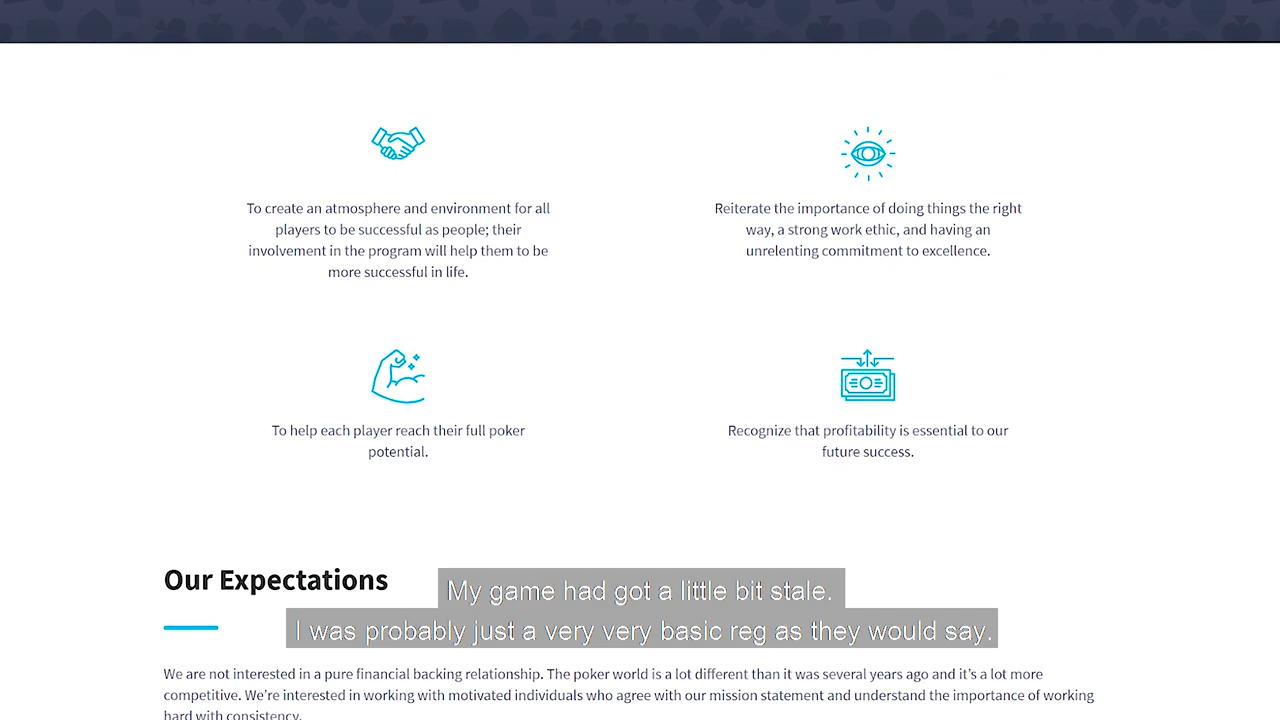 To create an atmosphere and environment for all
players to be successful as people; their
involvement in the program will help them to be
more successful in life.
Reiterate the importance of doing things the right
way, a strong work ethic, and having an
unrelenting commitment to excellence.
To help each player reach their full poker
potential.
Recognize that profitability is essential to our
future success.
Our Expectations
My game had got a little bit stale.
I was probably just a very very basic reg as they would say.
We are not interested in a pure financial backing relationship. The poker world is a lot different than it was several years ago and it’s a lot more
competitive. We’re interested in working with motivated individuals who agree with our mission statement and understand the importance of working
hard with consistency.